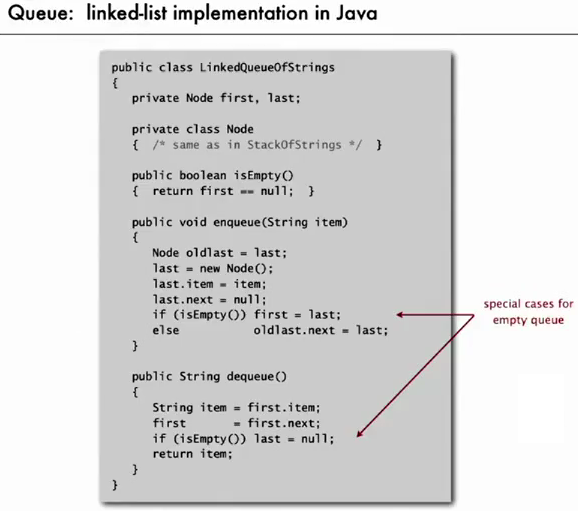 Queue: linked-list implementation in Java
public class LinkedQueueOfStrings
{
   private Node first, last;
   private class Node
   {  /* same as in StackOfStrings */  }
   public boolean isEmpty()
   {  return first == null;  }
   public void enqueue(String item)
   {
      Node oldlast = last;
      last = new Node();
      last.item = item;
      last.next = null;
      if (isEmpty()) first = last;
      else           oldlast.next = last;
   }
   public String dequeue()
   {
      String item = first.item;
      first       = first.next;
      if (isEmpty()) last = null;
      return item;
   }
}
special cases for
empty queue